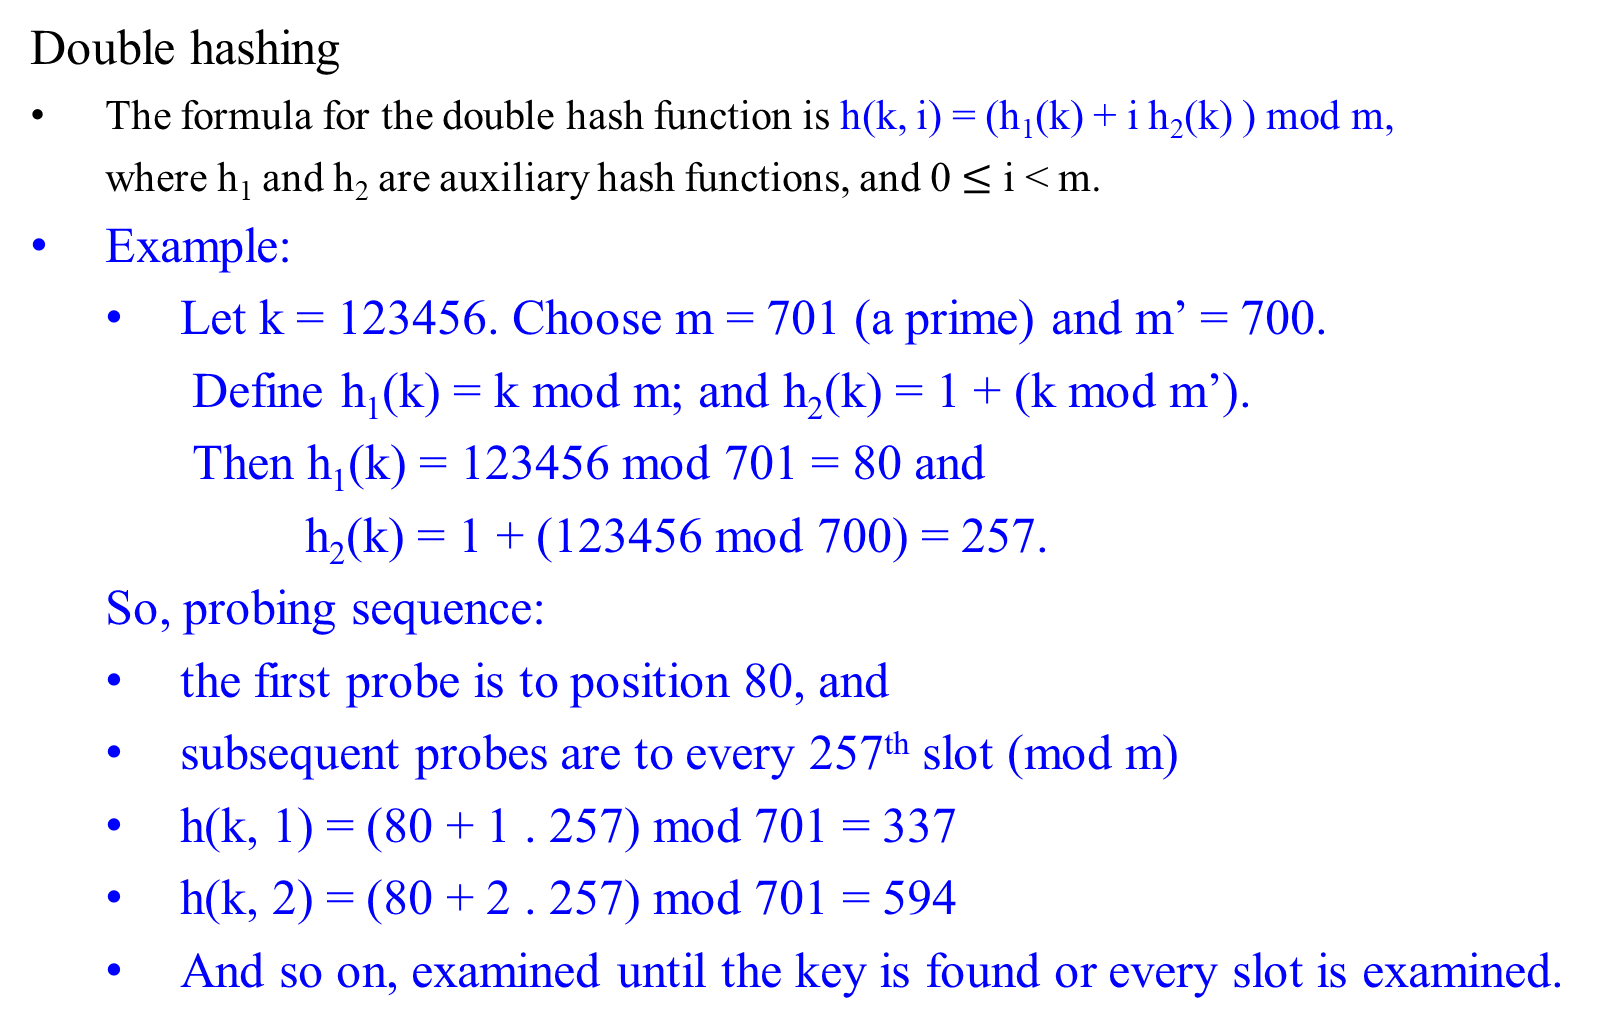 Double hashing
• The formula for the double hash function is h(k, i) = (h₁(k) + i h₂(k) ) mod m,
where h₁ and h₂ are auxiliary hash functions, and 0 ≤ i < m.
• Example:
• Let k = 123456. Choose m = 701 (a prime) and m’ = 700.
Define h₁(k) = k mod m; and h₂(k) = 1 + (k mod m’).
Then h₁(k) = 123456 mod 701 = 80 and
h₂(k) = 1 + (123456 mod 700) = 257.
So, probing sequence:
• the first probe is to position 80, and
• subsequent probes are to every 257ᵗʰ slot (mod m)
• h(k, 1) = (80 + 1 . 257) mod 701 = 337
• h(k, 2) = (80 + 2 . 257) mod 701 = 594
• And so on, examined until the key is found or every slot is examined.